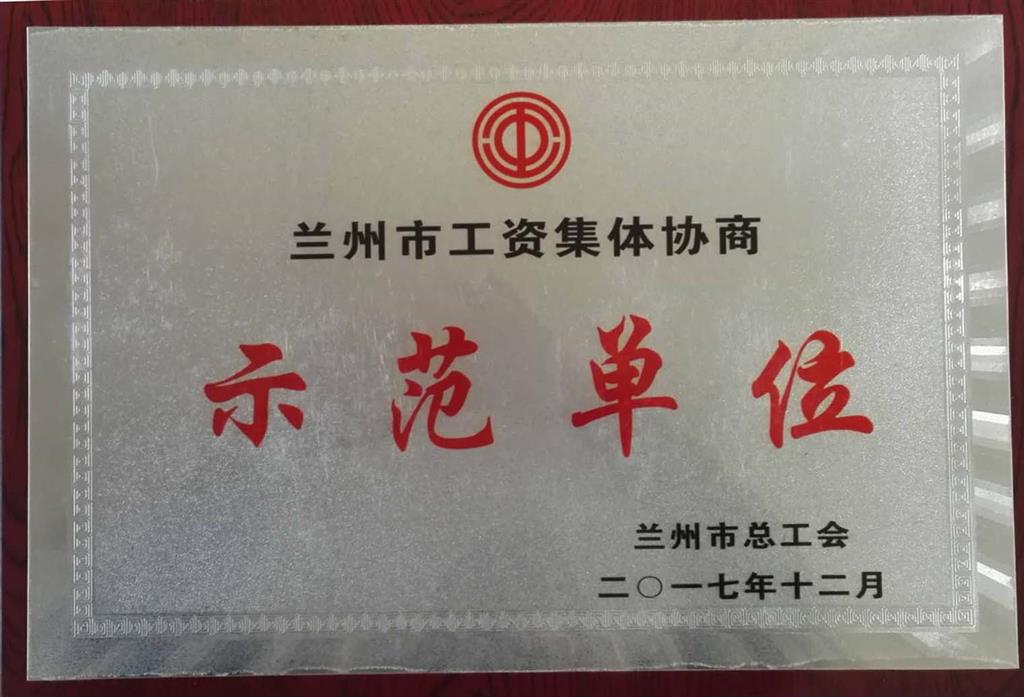 兰州市工资集体协商
示范单位
兰州市总工会
二〇一七年十二月